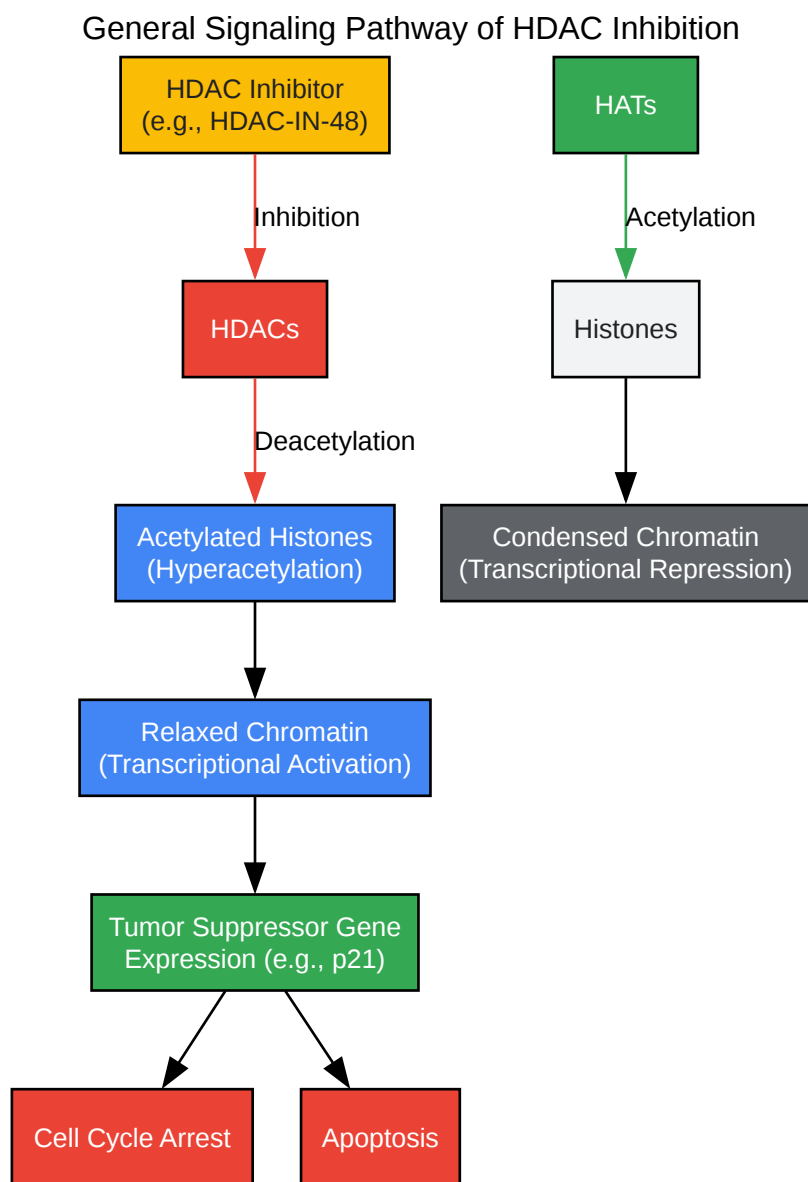 General Signaling Pathway of HDAC Inhibition
HDAC Inhibitor
(e.g., HDAC-IN-48)
HATs
Inhibition
Acetylation
HDACs
Histones
Deacetylation
Acetylated Histones
(Hyperacetylation)
Condensed Chromatin
(Transcriptional Repression)
Relaxed Chromatin
(Transcriptional Activation)
Tumor Suppressor Gene
Expression (e.g., p21)
Cell Cycle Arrest
Apoptosis